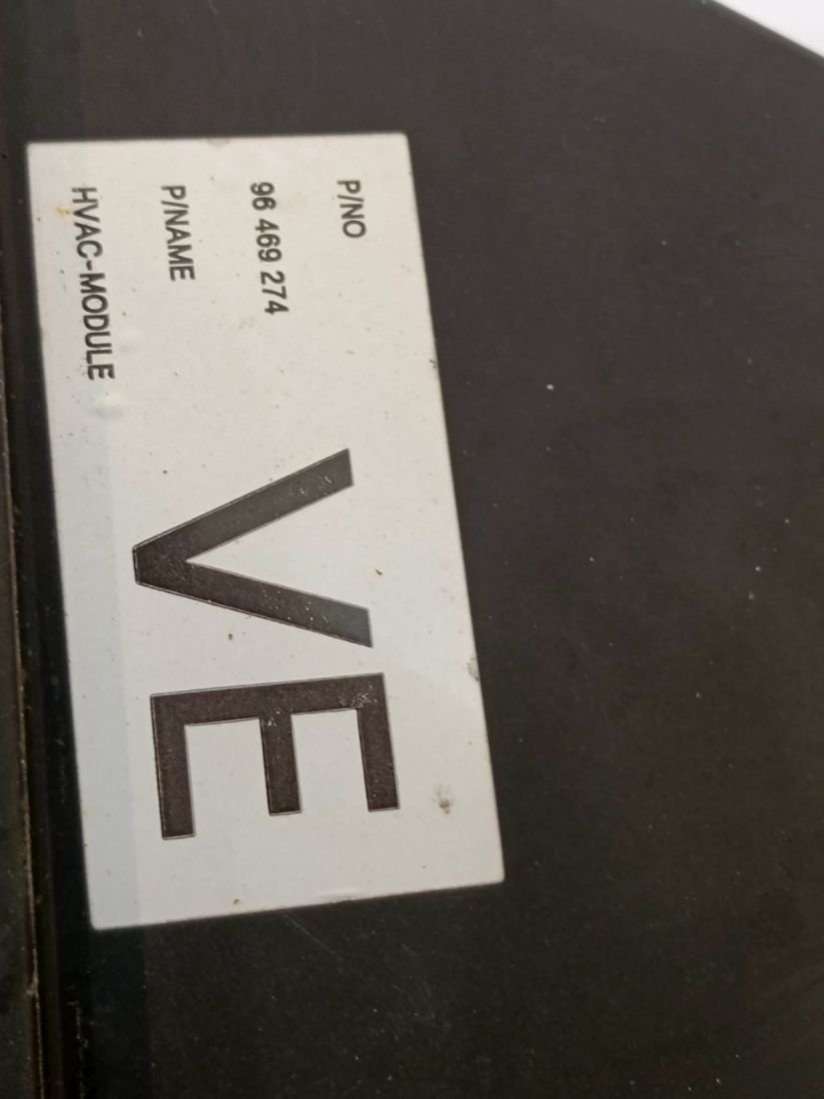 P/NO
96 469 274
P/NAME
HVAC-MODULE
VE